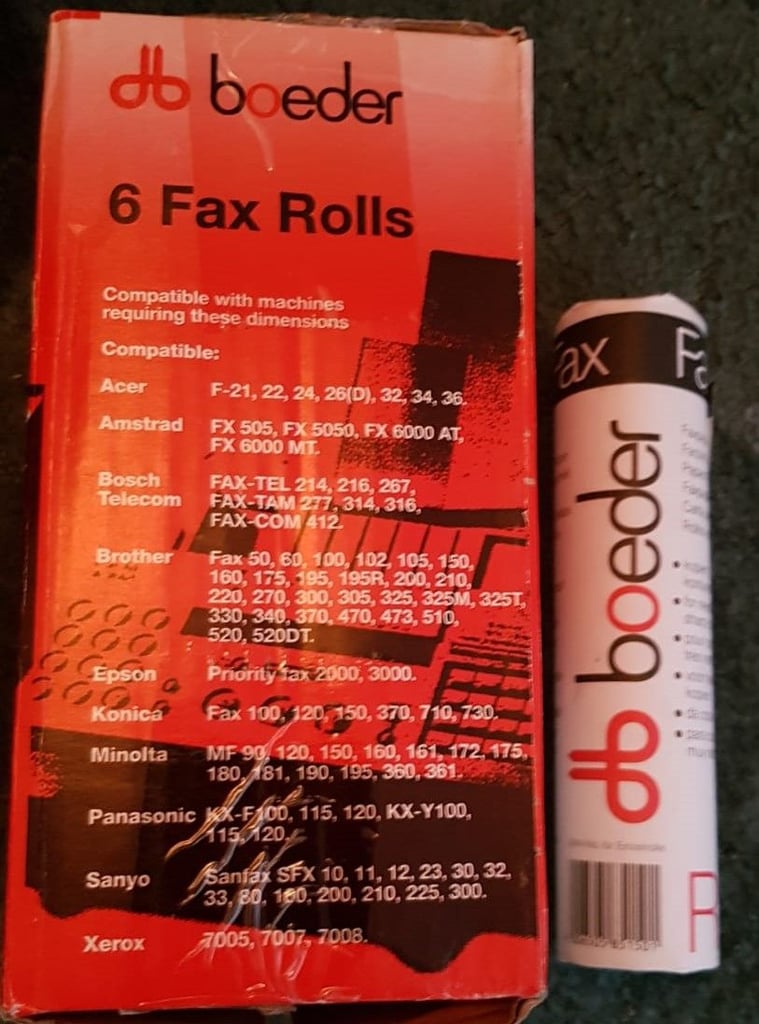 boeder
6 Fax Rolls
Compatible with machines
requiring these dimensions
Compatible:
Acer F-21, 22, 24, 26(D), 32, 34, 36.
Amstrad FX 505, FX 5050, FX 6000 AT,
FX 6000 MT.
Bosch FAX-TEL 214, 216, 267,
Telecom FAX-TAM 277, 314, 316,
FAX-COM 412.
Brother Fax 50, 60, 100, 102, 105, 150,
160, 175, 195, 195R, 200, 210,
220, 270, 300, 305, 325, 325M, 325T,
330, 340, 370, 470, 473, 510,
520, 520DT.
Epson Priority fax 2000, 3000.
Konica Fax 100, 120, 150, 370, 710, 730.
Minolta MF 90, 120, 150, 160, 161, 172, 175,
180, 181, 190, 195, 360, 361.
Panasonic KX-F100, 115, 120, KX-Y100,
115, 120.
Sanyo Sanfax SFX 10, 11, 12, 23, 30, 32,
33, 80, 160, 200, 210, 225, 300.
Xerox 7005, 7007, 7008.
Fax
boeder